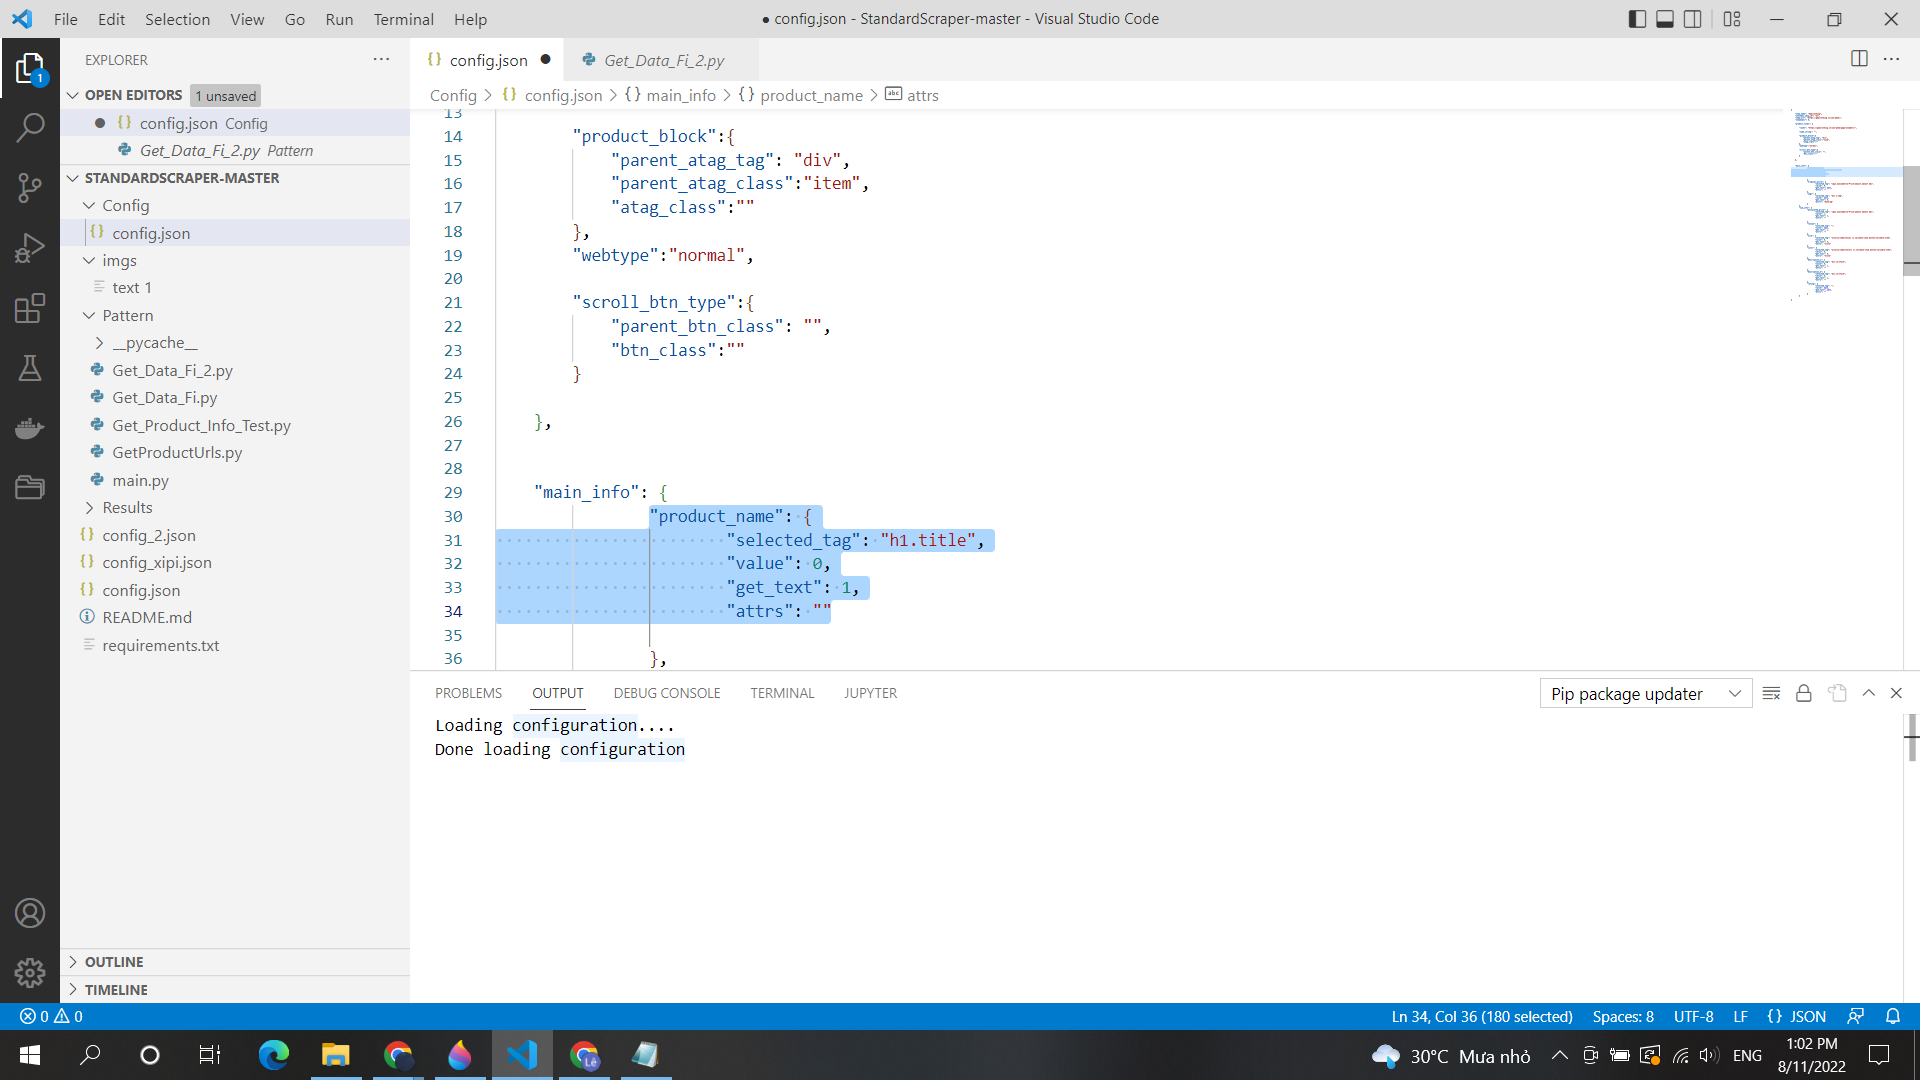 File Edit Selection View Go Run Terminal Help
● config.json - StandardScraper-master - Visual Studio Code
EXPLORER
1
OPEN EDITORS 1 unsaved
config.json Config
Get_Data_Fi_2.py Pattern
STANDARDSCRAPER-MASTER
Config
config.json
imgs
text 1
Pattern
__pycache__
Get_Data_Fi_2.py
Get_Data_Fi.py
Get_Product_Info_Test.py
GetProductUrls.py
main.py
Results
config_2.json
config_xipi.json
config.json
README.md
requirements.txt
OUTLINE
TIMELINE
config.json
Get_Data_Fi_2.py
Config > {} config.json > {} main_info > {} product_name > abc attrs
13
14 "product_block":{
15 "parent_atag_tag": "div",
16 "parent_atag_class":"item",
17 "atag_class":""
18 },
19 "webtype":"normal",
20
21 "scroll_btn_type":{
22 "parent_btn_class": "",
23 "btn_class":""
24 }
25
26 },
27
28
29 "main_info": {
30 "product_name": {
31 "selected_tag": "h1.title",
32 "value": 0,
33 "get_text": 1,
34 "attrs": ""
35
36 },
PROBLEMS OUTPUT DEBUG CONSOLE TERMINAL JUPYTER
Pip package updater
Loading configuration....
Done loading configuration
0 0
Ln 34, Col 36 (180 selected) Spaces: 8 UTF-8 LF {} JSON
Lê
30°C Mưa nhỏ
ENG
1:02 PM
8/11/2022